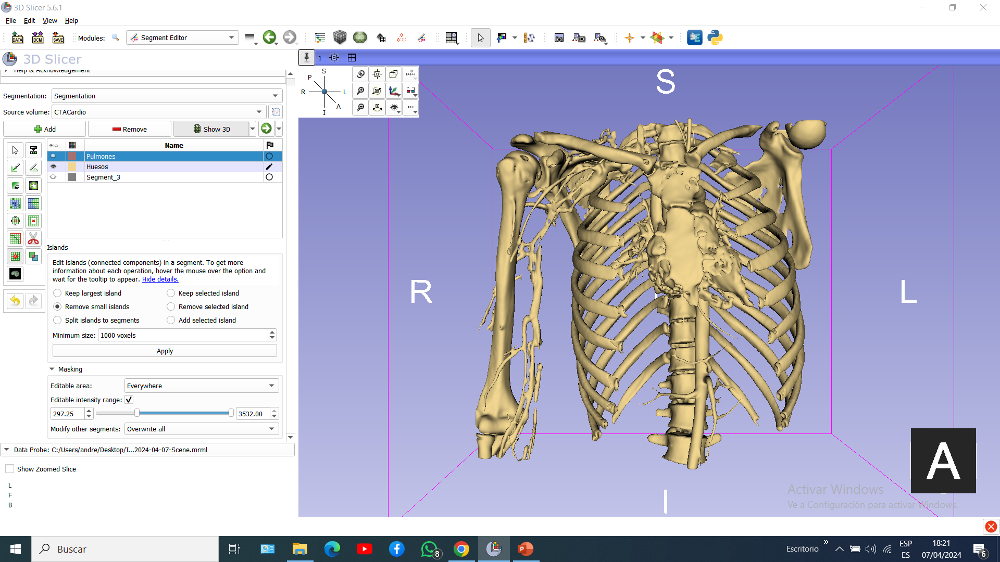 3D Slicer 5.6.1
File Edit View Help
DATA DCM SAVE Modules: Segment Editor
3D Slicer
1
Help & Acknowledgement
Segmentation: Segmentation
Source volume: CTACardio
Add Remove Show 3D
Name
Pulmones
Huesos
Segment_3
Islands
Edit islands (connected components) in a segment. To get more
information about each operation, hover the mouse over the option and
wait for the tooltip to appear. Hide details.
Keep largest island Keep selected island
Remove small islands Remove selected island
Split islands to segments Add selected island
Minimum size: 1000 voxels
Apply
Masking
Editable area: Everywhere
Editable intensity range:
297.25 3532.00
Modify other segments: Overwrite all
Data Probe: C:/Users/andre/Desktop/I...2024-04-07-Scene.mrml
Show Zoomed Slice
L
F
B
S
P
R L
A
I
S
R
L
I
A
Activar Windows
Ve a Configuración para activar Windows.
Buscar
8
P
Escritorio
ESP
ES
18:21
07/04/2024
6